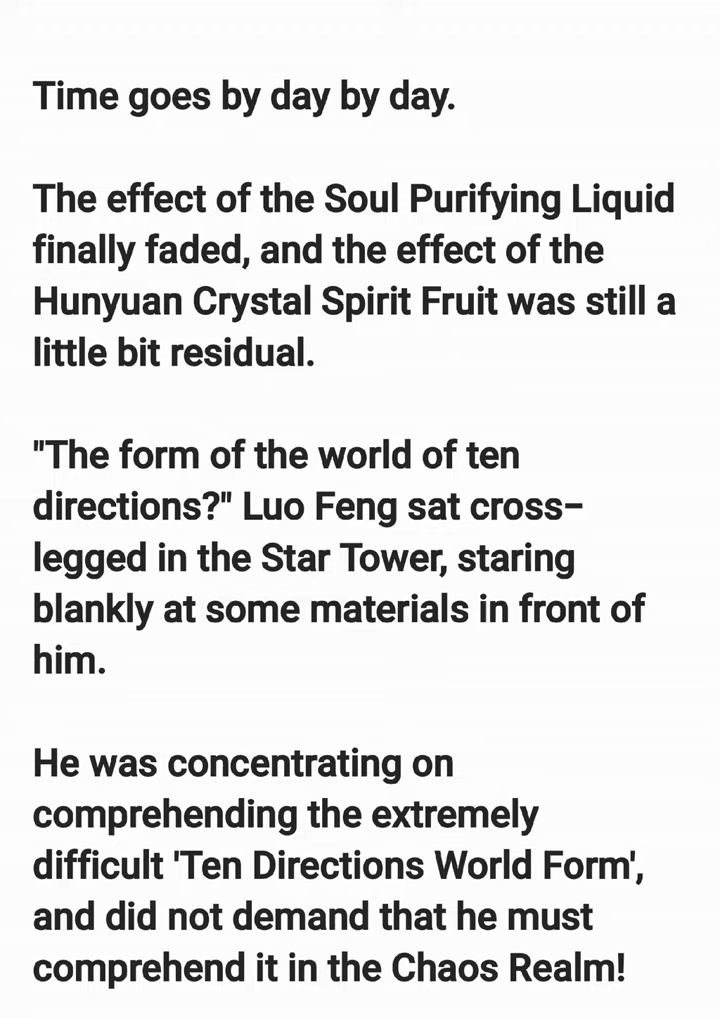 Time goes by day by day.
The effect of the Soul Purifying Liquid
finally faded, and the effect of the
Hunyuan Crystal Spirit Fruit was still a
little bit residual.
"The form of the world of ten
directions?" Luo Feng sat cross-
legged in the Star Tower, staring
blankly at some materials in front of
him.
He was concentrating on
comprehending the extremely
difficult 'Ten Directions World Form',
and did not demand that he must
comprehend it in the Chaos Realm!